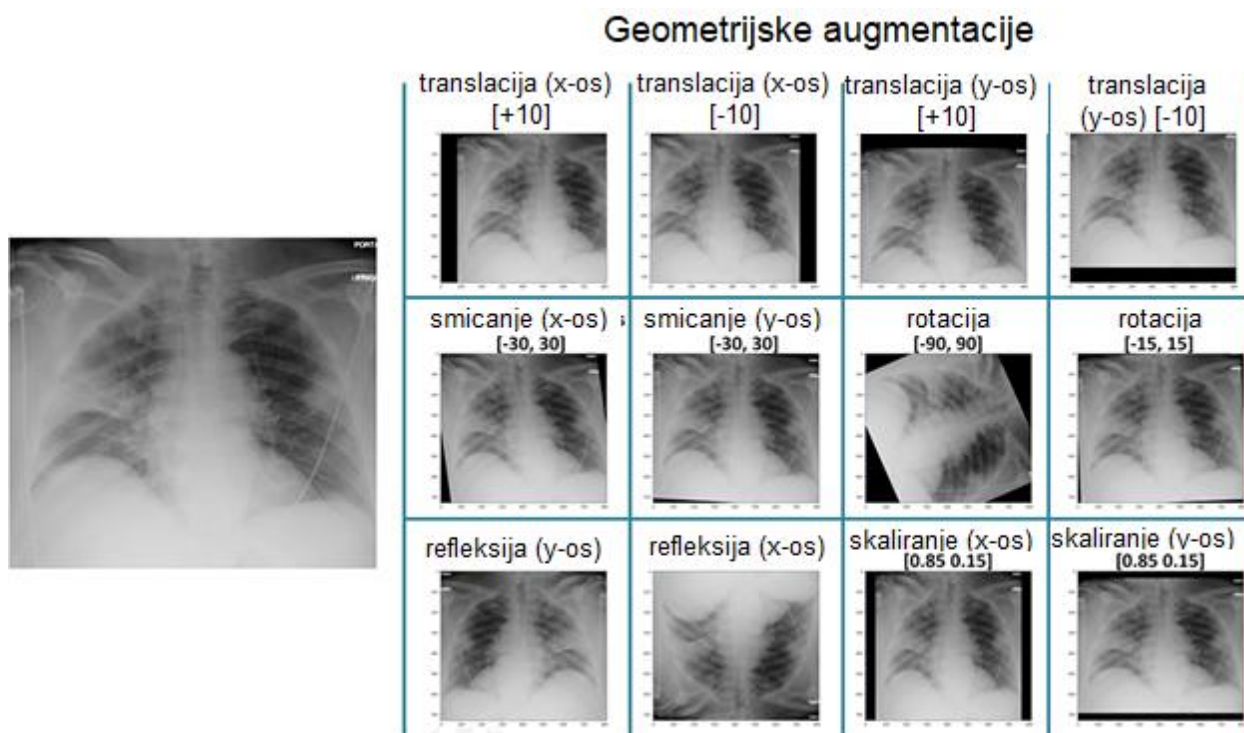 Geometrijske augmentacije
translacija (x-os)
[+10]
translacija (x-os)
[-10]
translacija (y-os)
[+10]
translacija
(y-os) [-10]
PORTA
smicanje (x-os)
[-30, 30]
smicanje (y-os)
[-30, 30]
rotacija
[-90, 90]
rotacija
[-15, 15]
refleksija (y-os)
refleksija (x-os)
skaliranje (x-os)
[0.85 0.15]
skaliranje (y-os)
[0.85 0.15]